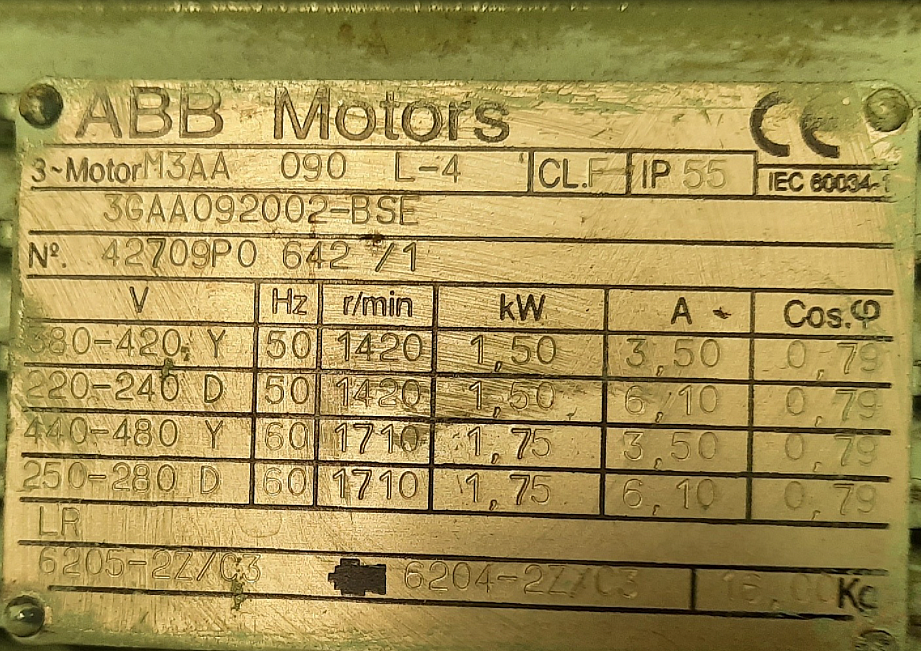 ABB Motors CE
3~Motor M3AA 090 L-4 CL.F IP 55 IEC 60034-1
3GAA092002-BSE
Nº. 42709P0 642 /1
V Hz r/min kW A Cos.φ
380-420 Y 50 1420 1,50 3,50 0,79
220-240 D 50 1420 1,50 6,10 0,79
440-480 Y 60 1710 1,75 3,50 0,79
250-280 D 60 1710 1,75 6,10 0,79
LR
6205-2Z/C3 6204-2Z/C3 16,00 Kg